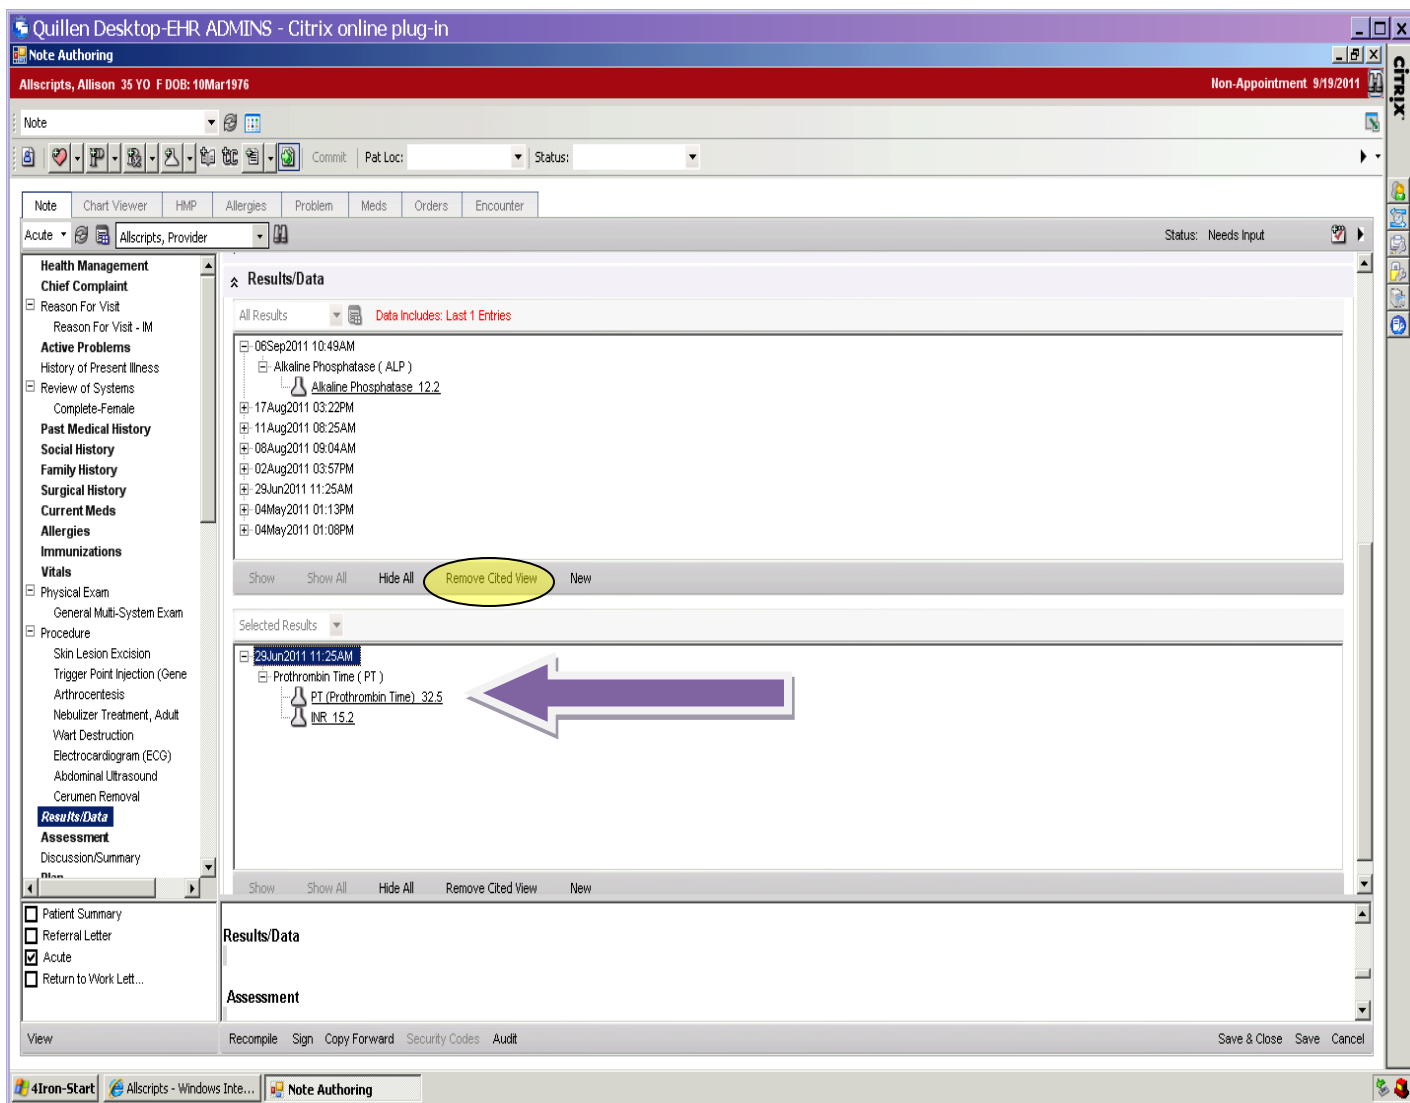 Quillen Desktop-EHR ADMINS - Citrix online plug-in
Note Authoring
CİTRIX
Allscripts, Allison 35 YO F DOB: 10Mar1976 Non-Appointment 9/19/2011
Note
Commit Pat Loc: Status:
Note Chart Viewer HMP Allergies Problem Meds Orders Encounter
Acute Allscripts, Provider Status: Needs Input
Health Management
Chief Complaint
Reason For Visit
Reason For Visit - IM
Active Problems
History of Present Illness
Review of Systems
Complete-Female
Past Medical History
Social History
Family History
Surgical History
Current Meds
Allergies
Immunizations
Vitals
Physical Exam
General Multi-System Exam
Procedure
Skin Lesion Excision
Trigger Point Injection (Gene
Arthrocentesis
Nebulizer Treatment, Adult
Wart Destruction
Electrocardiogram (ECG)
Abdominal Ultrasound
Cerumen Removal
Results/Data
Assessment
Discussion/Summary
Plan
Results/Data
All Results Data Includes: Last 1 Entries
06Sep2011 10:49AM
Alkaline Phosphatase ( ALP )
Alkaline Phosphatase 12.2
17Aug2011 03:22PM
11Aug2011 08:25AM
08Aug2011 09:04AM
02Aug2011 03:57PM
29Jun2011 11:25AM
04May2011 01:13PM
04May2011 01:08PM
Show Show All Hide All Remove Cited View New
Selected Results
29Jun2011 11:25AM
Prothrombin Time ( PT )
PT (Prothrombin Time) 32.5
INR 15.2
Show Show All Hide All Remove Cited View New
Patient Summary
Referral Letter
Acute
Return to Work Lett...
Results/Data
Assessment
View Recompile Sign Copy Forward Security Codes Audit Save & Close Save Cancel
4Iron-Start Allscripts - Windows Inte... Note Authoring